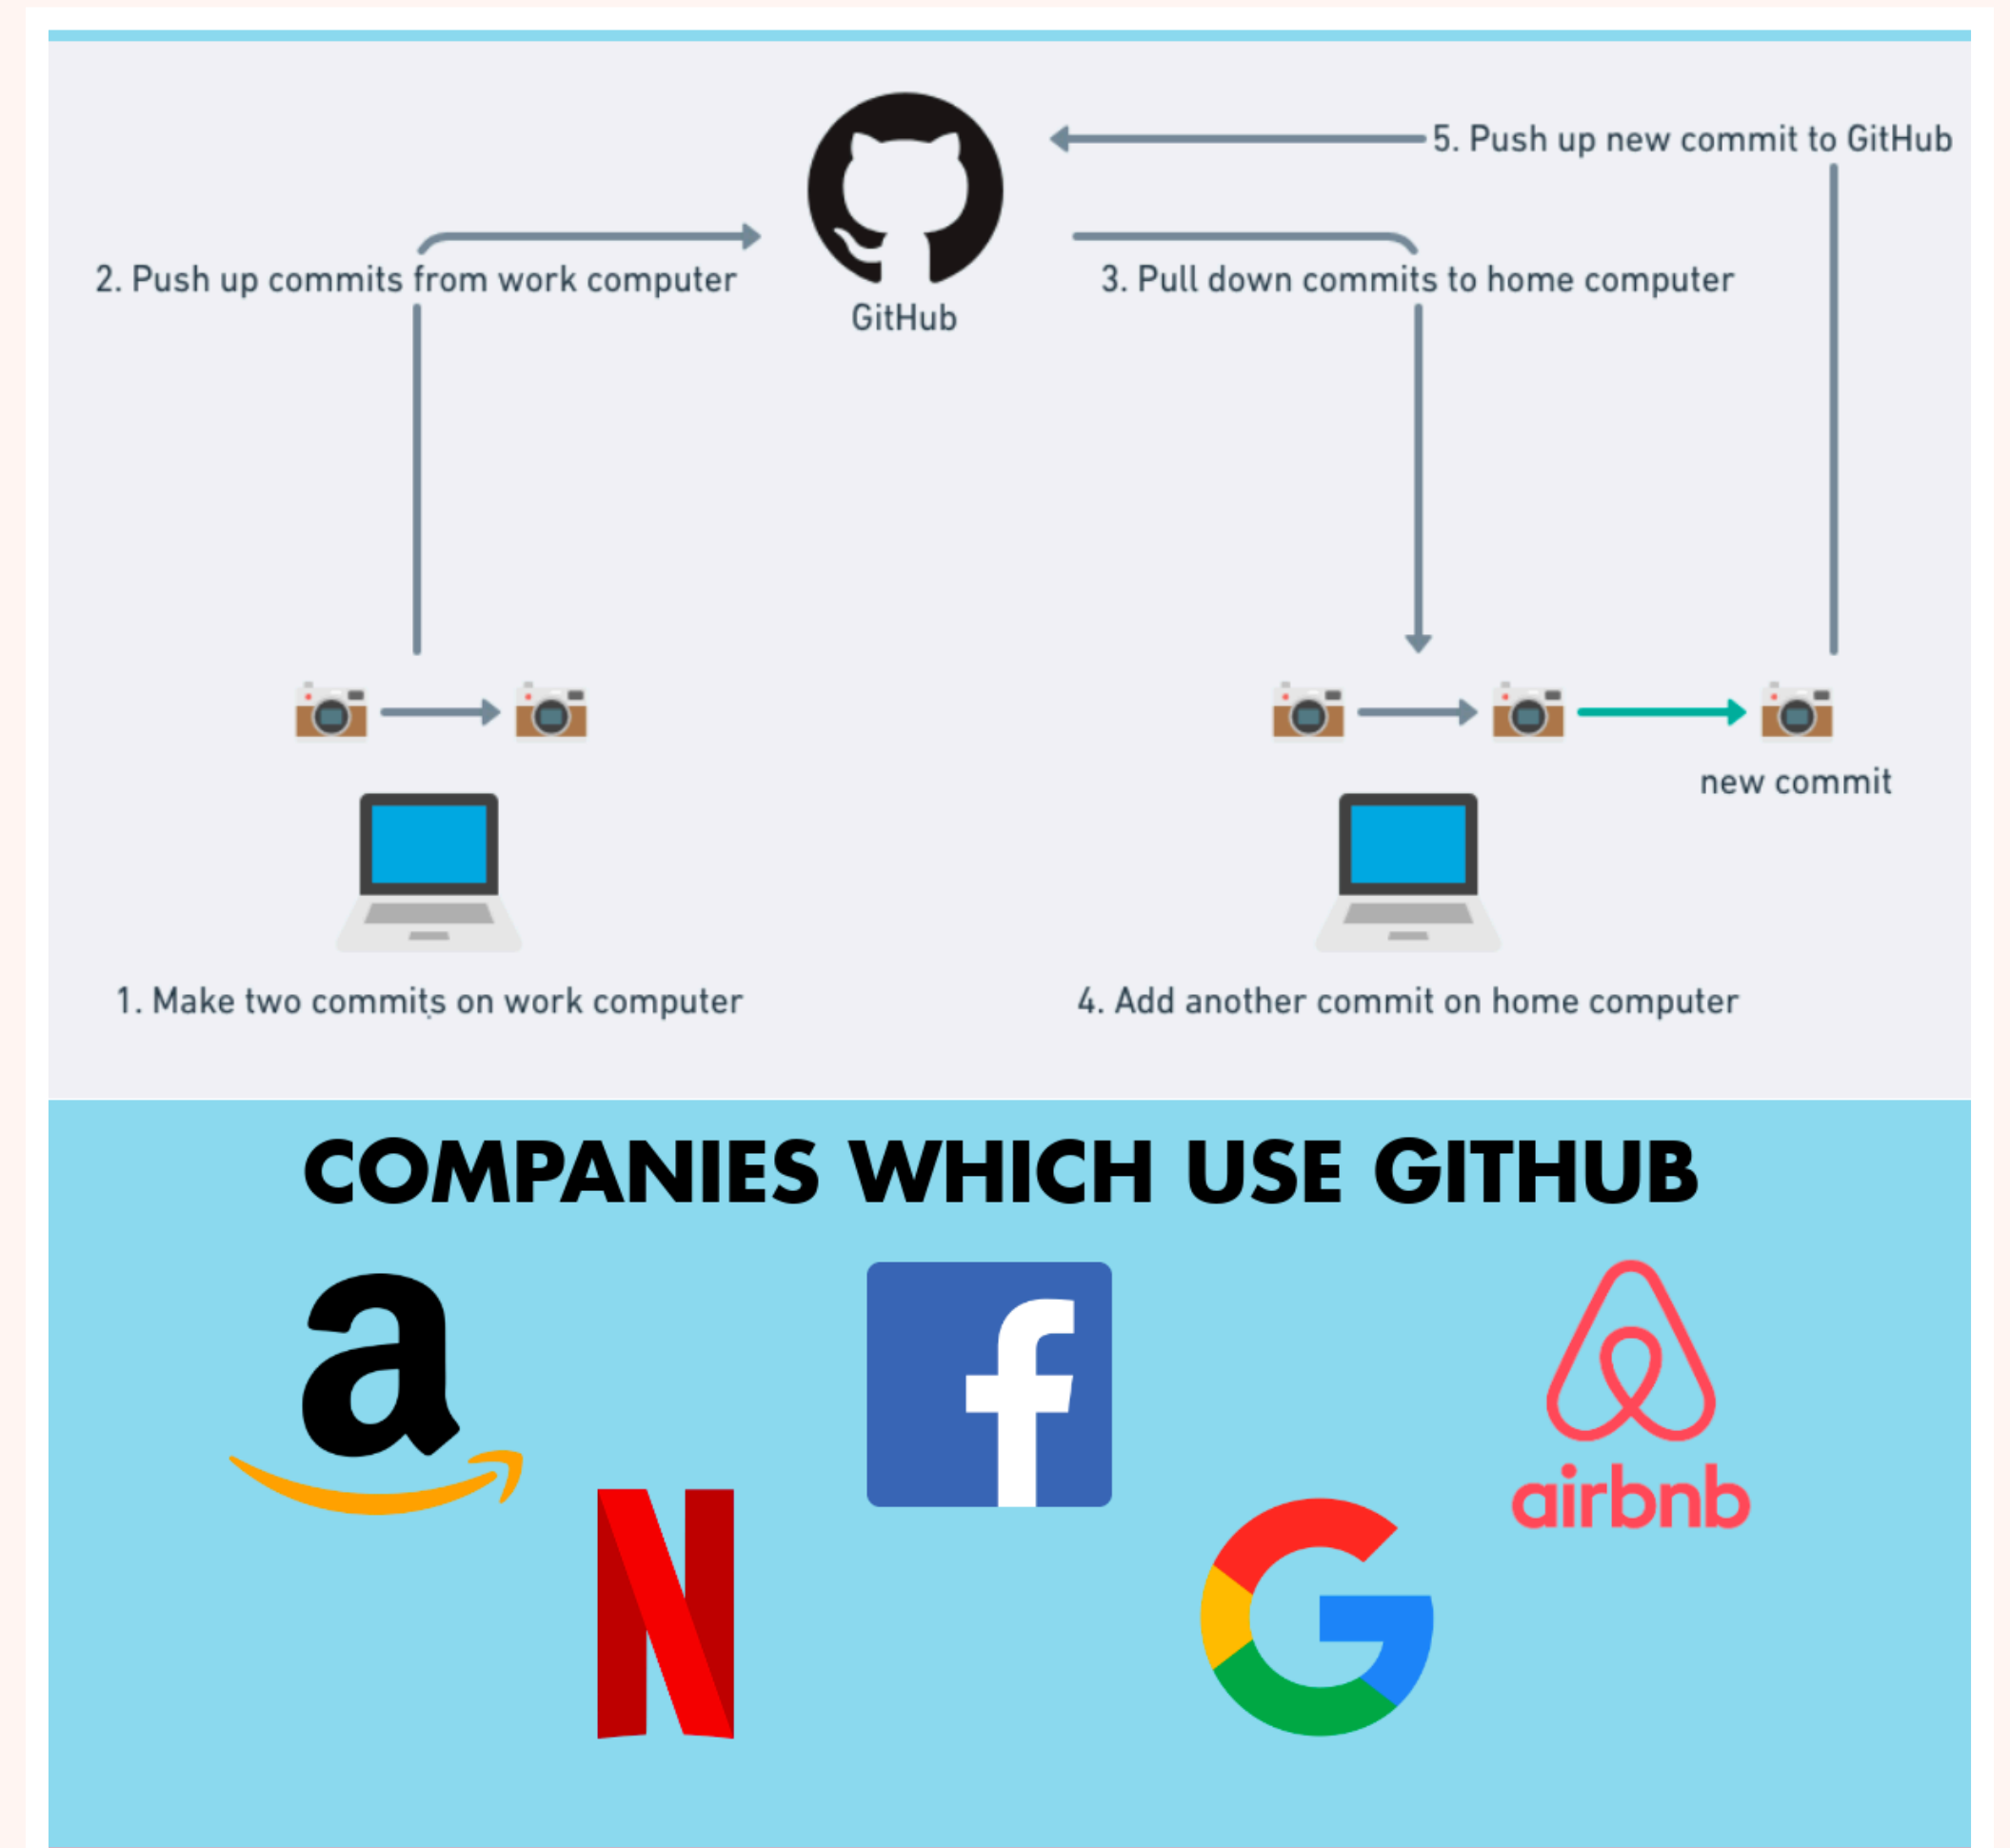 5. Push up new commit to GitHub
2. Push up commits from work computer
3. Pull down commits to home computer
GitHub
new commit
1. Make two commits on work computer
4. Add another commit on home computer
COMPANIES WHICH USE GITHUB
a
f
airbnb
N
G